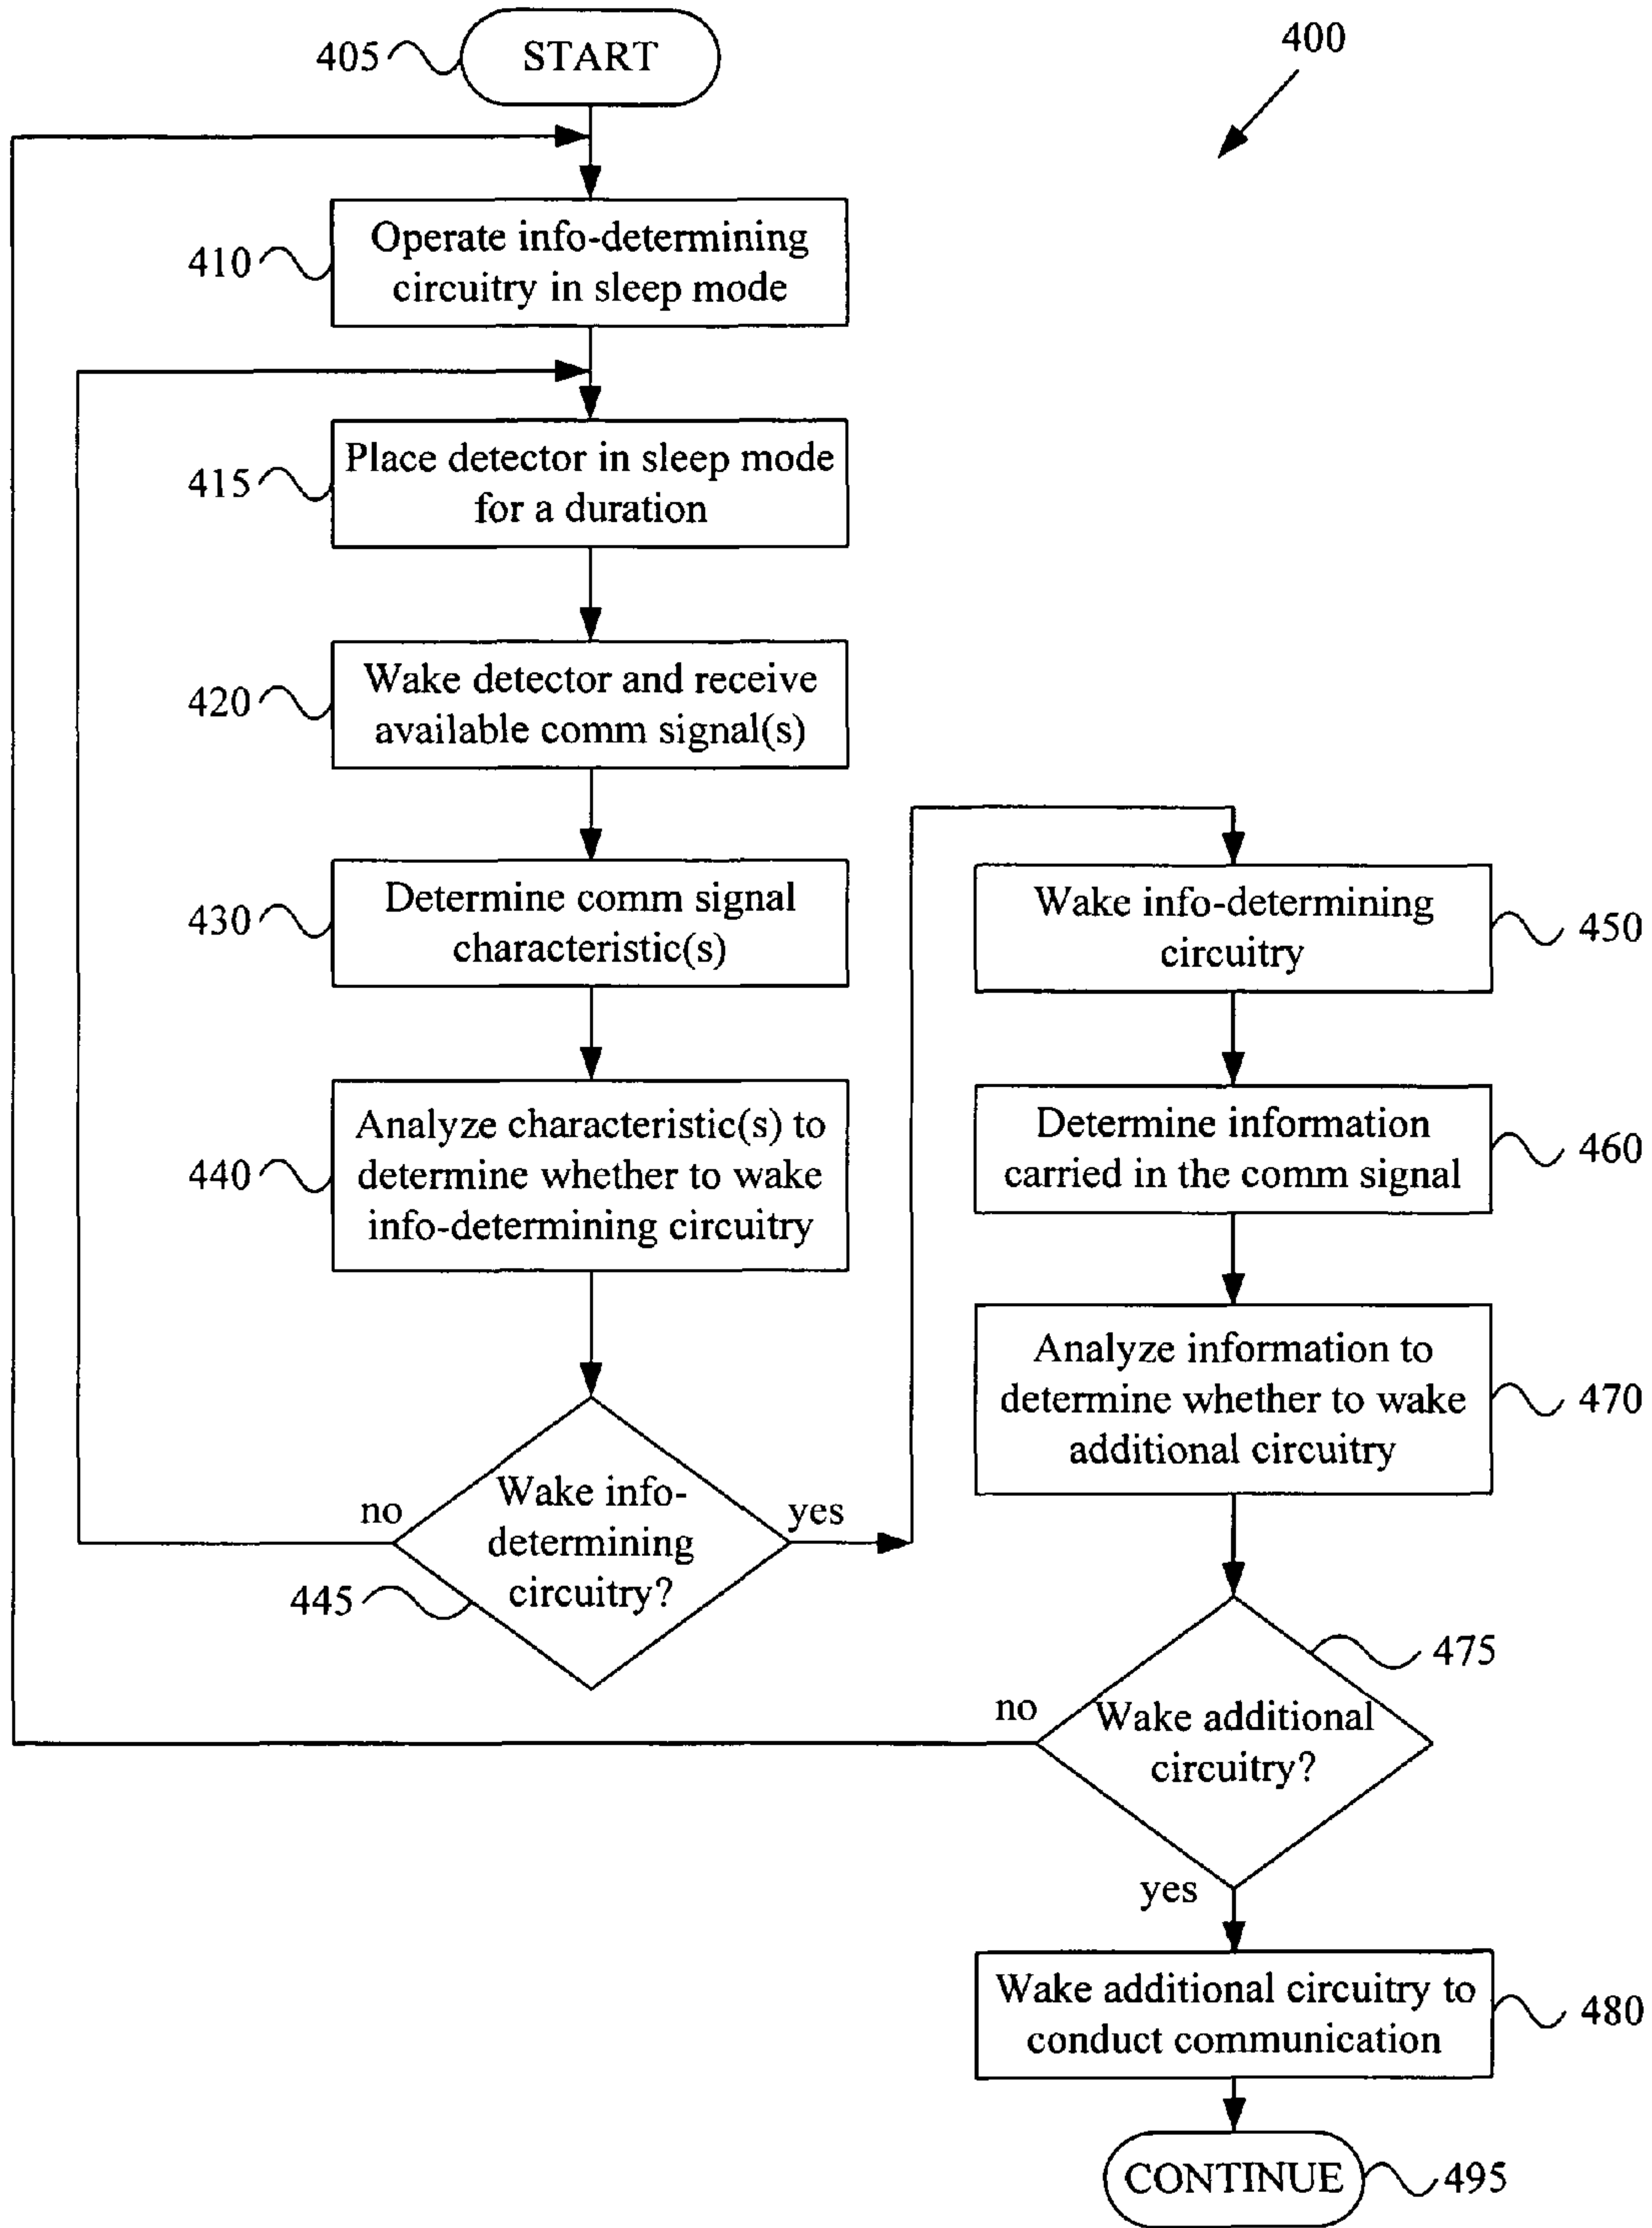 400
405
START
410
Operate info-determining
circuitry in sleep mode
415
Place detector in sleep mode
for a duration
420
Wake detector and receive
available comm signal(s)
430
Determine comm signal
characteristic(s)
440
Analyze characteristic(s) to
determine whether to wake
info-determining circuitry
no
Wake info-
determining
circuitry?
yes
445
Wake info-determining
circuitry
450
Determine information
carried in the comm signal
460
Analyze information to
determine whether to wake
additional circuitry
470
475
no
Wake additional
circuitry?
yes
Wake additional circuitry to
conduct communication
480
CONTINUE
495